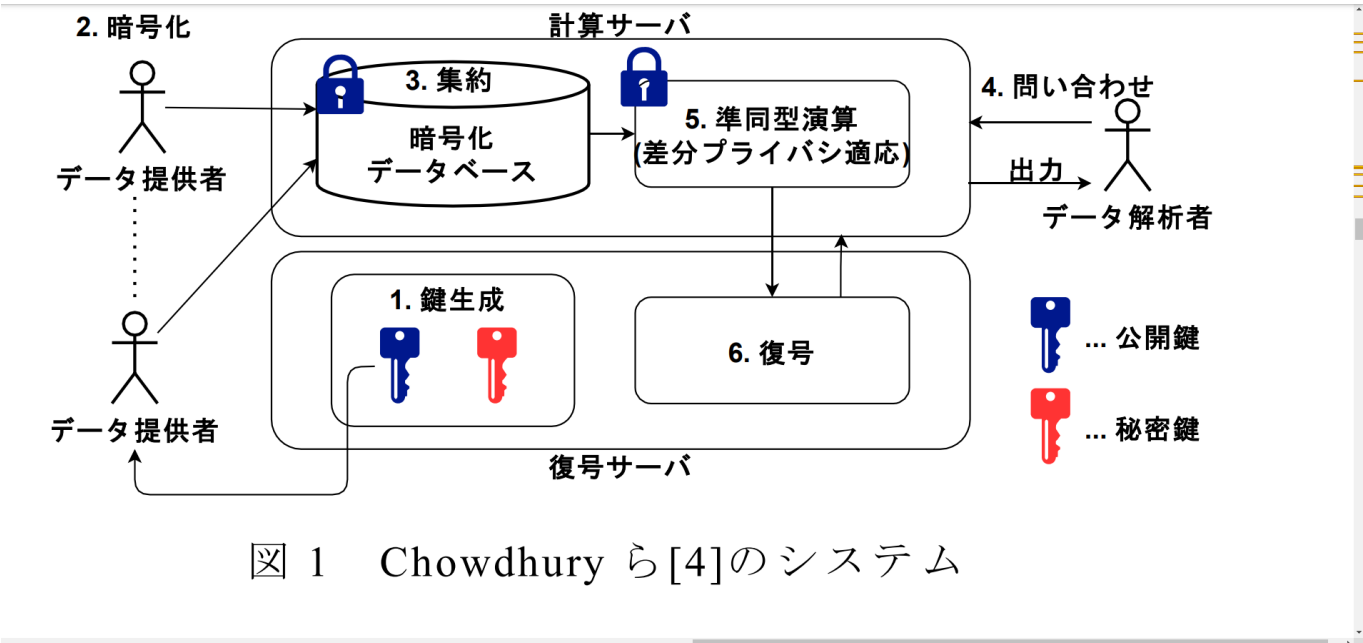 2. 暗号化
計算サーバ
3. 集約
暗号化
データベース
5. 準同型演算
(差分プライバシ適応)
4. 問い合わせ
出力
データ提供者
データ解析者
1. 鍵生成
6. 復号
... 公開鍵
... 秘密鍵
データ提供者
復号サーバ
図 1 Chowdhury ら[4]のシステム